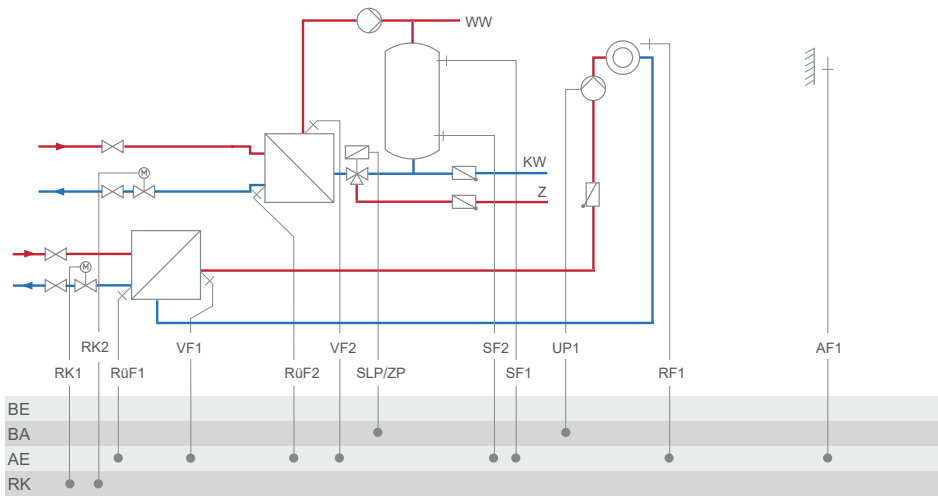 WW
M
KW
Z
M
RK2 VF1 VF2 SF2 UP1 AF1
RK1 RüF1 RüF2 SLP/ZP SF1 RF1
BE
BA
AE
RK